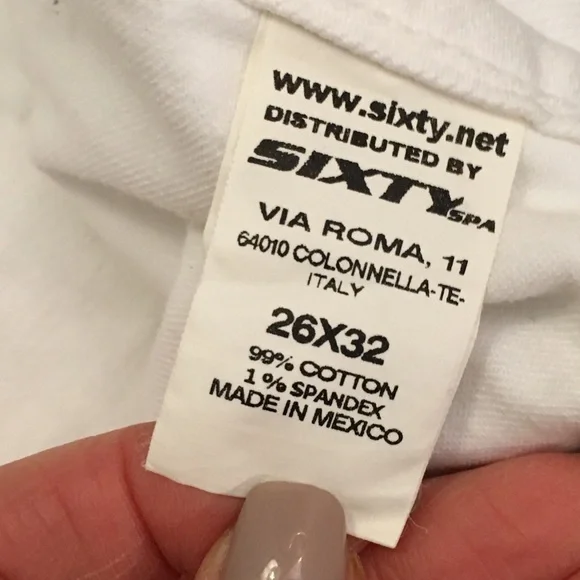 www.sixty.net
DISTRIBUTED BY
SIXTY SPA
VIA ROMA, 11
64010 COLONNELLA-TE-
ITALY
26X32
99% COTTON
1% SPANDEX
MADE IN MEXICO